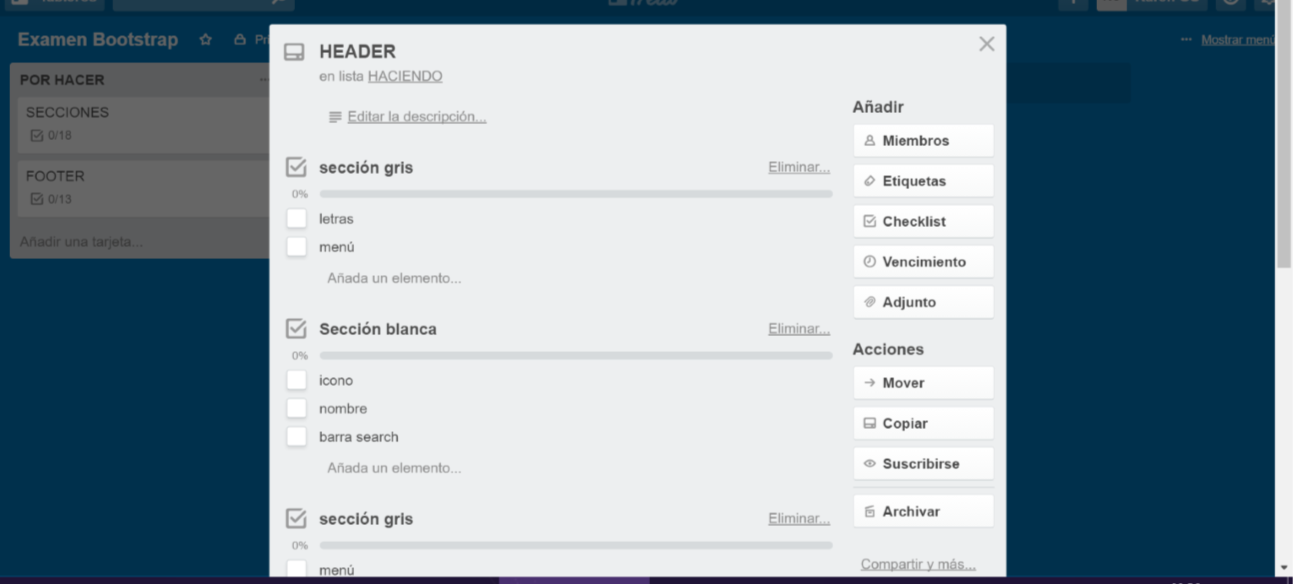 Examen Bootstrap
Mostrar menú
POR HACER
SECCIONES
0/18
FOOTER
0/13
Añadir una tarjeta...
HEADER
en lista HACIENDO
Editar la descripción...
sección gris
Eliminar...
0%
letras
menú
Añada un elemento...
Sección blanca
Eliminar...
0%
icono
nombre
barra search
Añada un elemento...
sección gris
Eliminar...
0%
menú
Añadir
Miembros
Etiquetas
Checklist
Vencimiento
Adjunto
Acciones
Mover
Copiar
Suscribirse
Archivar
Compartir y más...